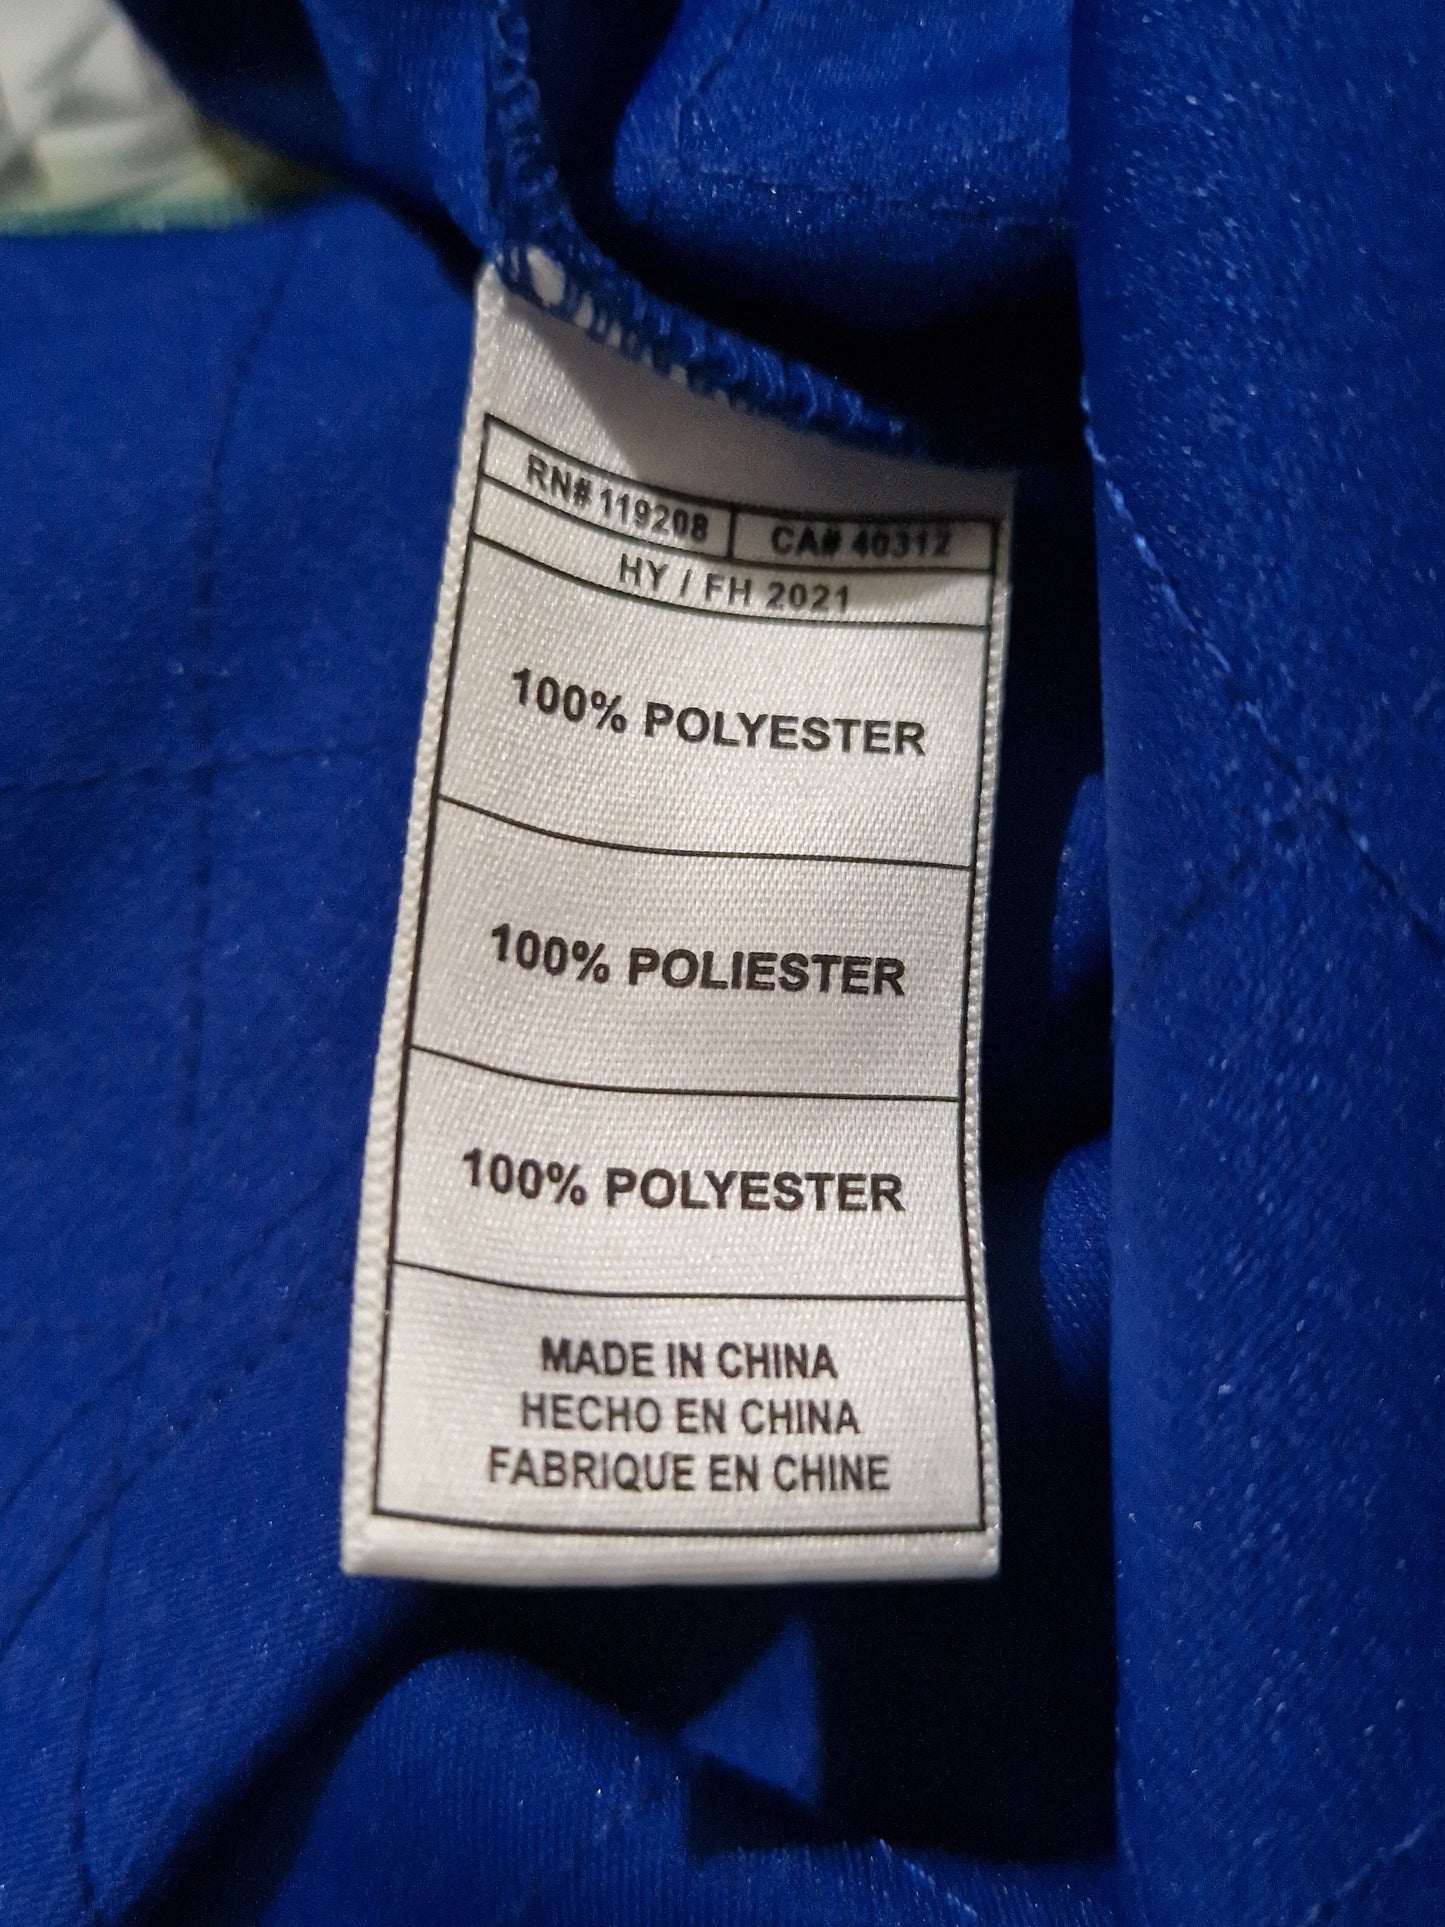 RN# 119208
CA# 40312
HY / FH 2021
100% POLYESTER
100% POLIESTER
100% POLYESTER
MADE IN CHINA
HECHO EN CHINA
FABRIQUE EN CHINE